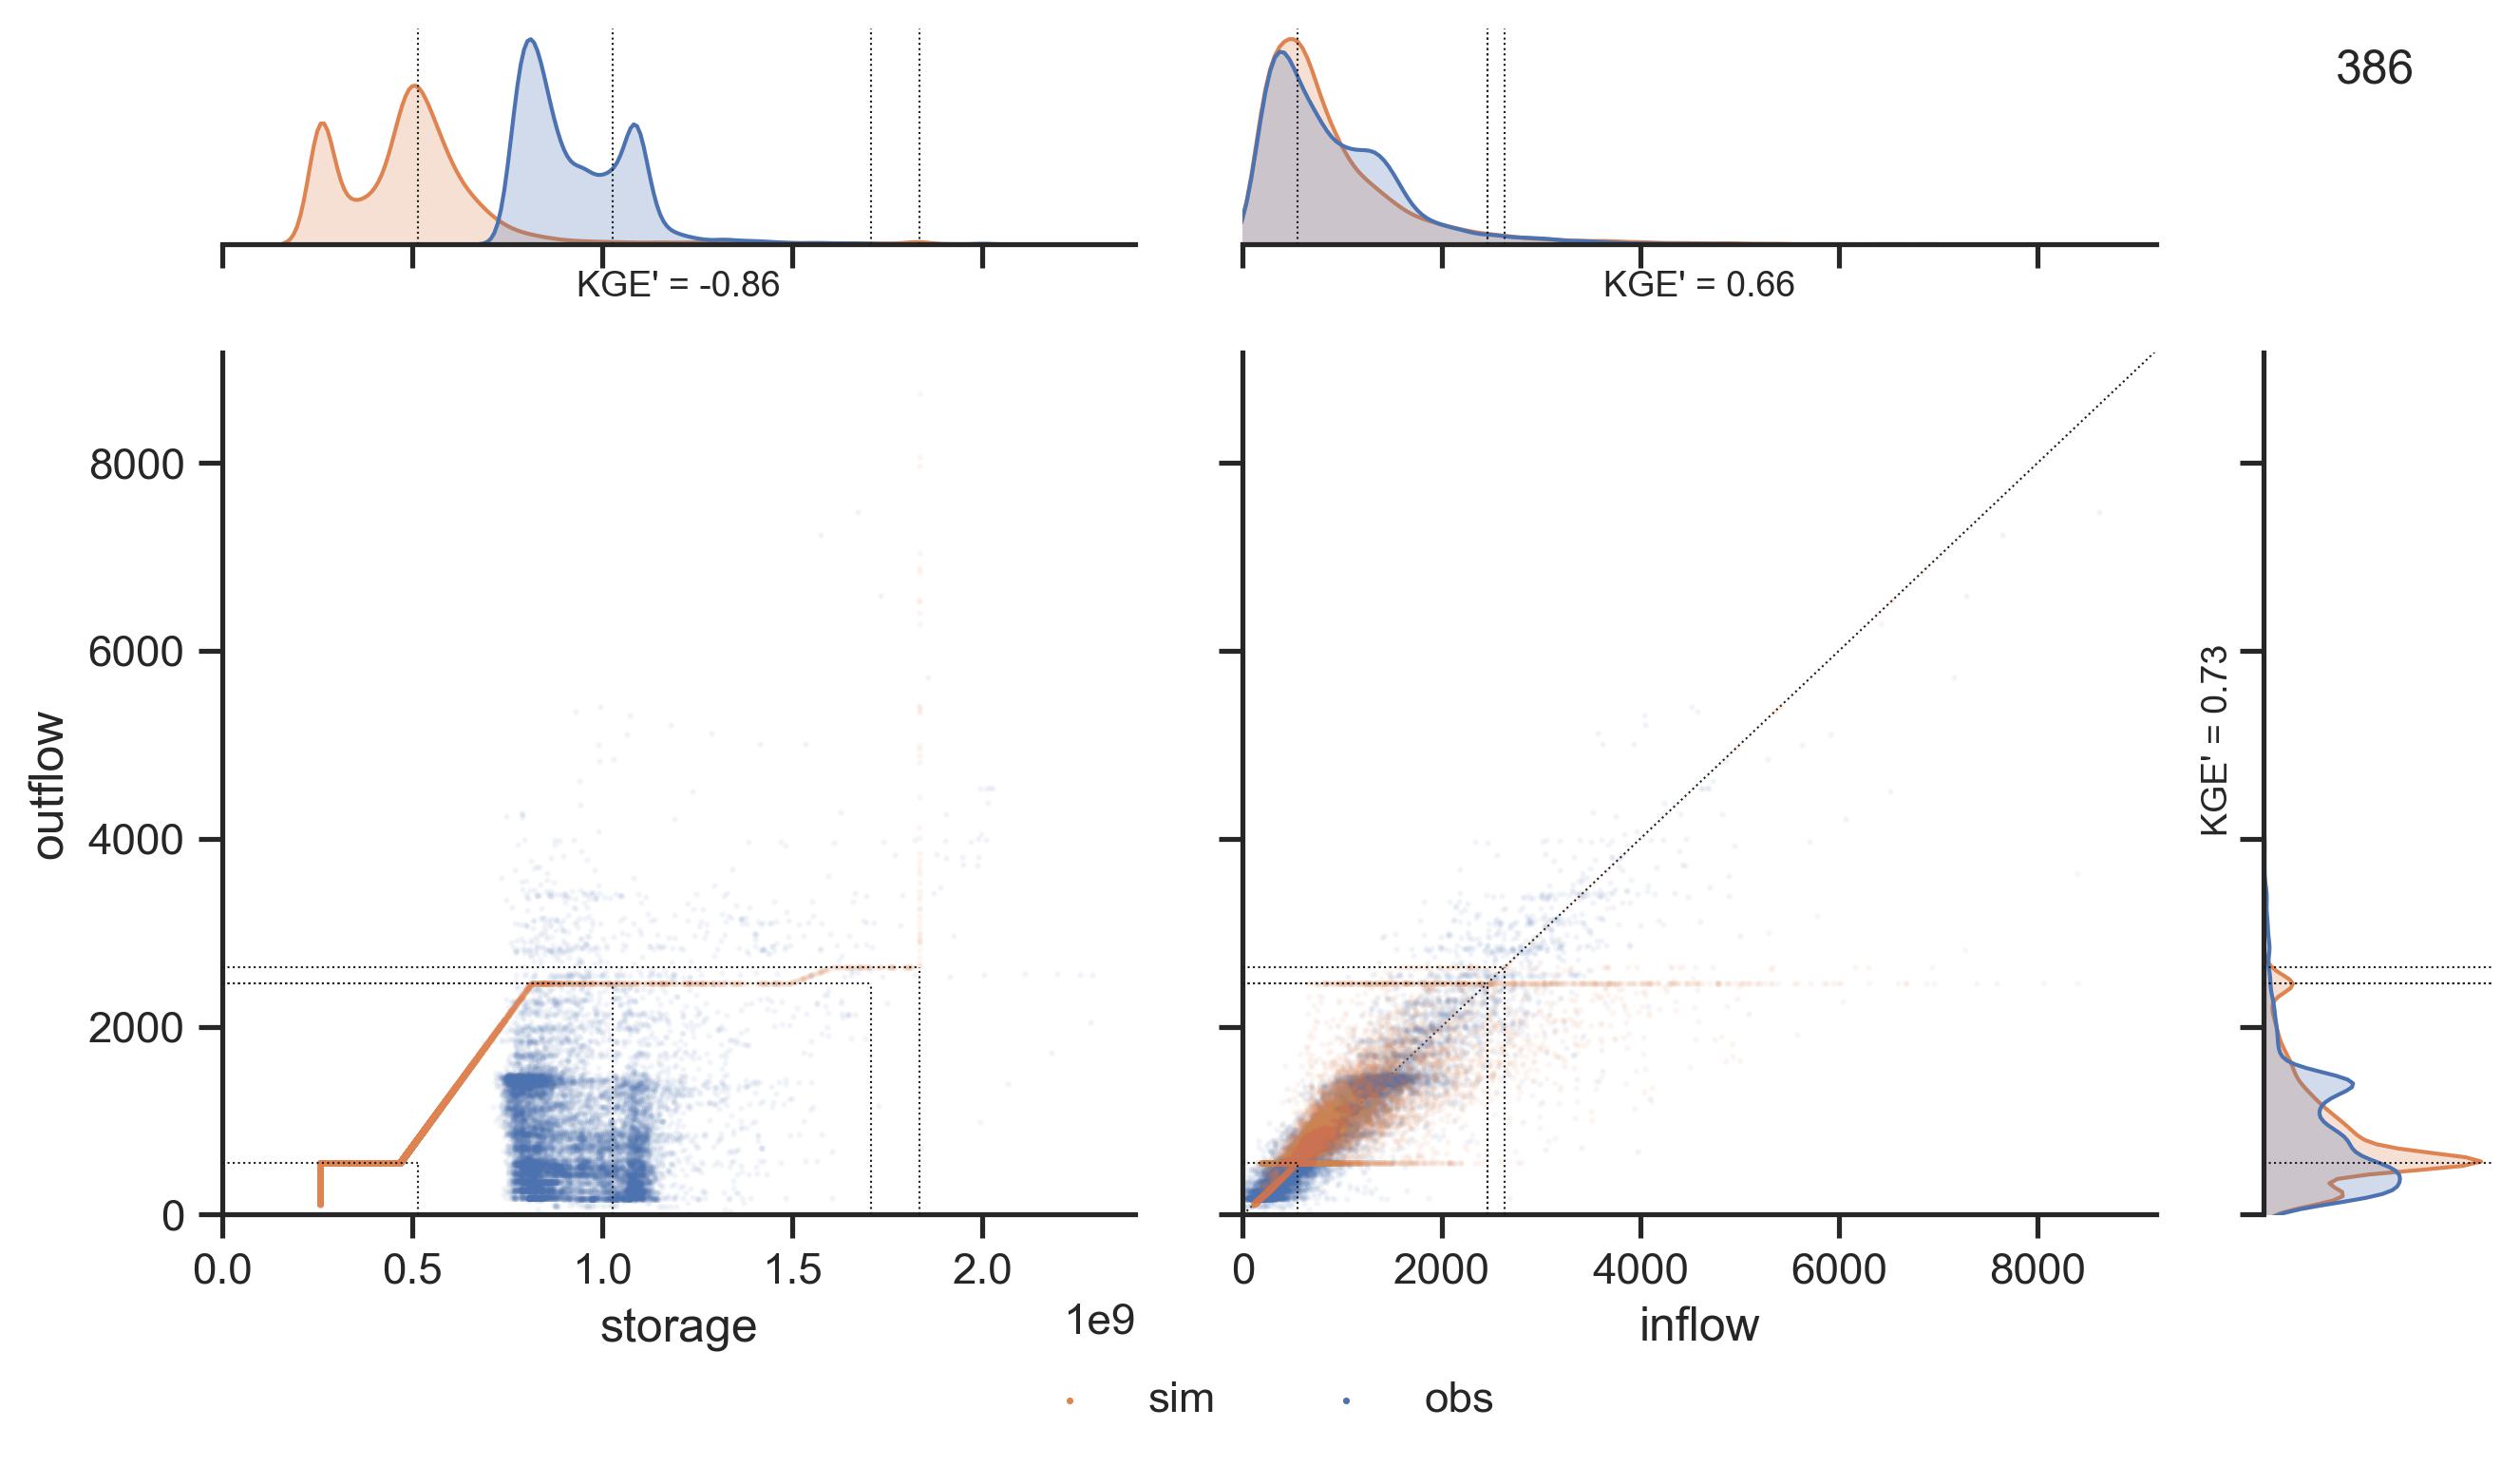 386
KGE' = -0.86
KGE' = 0.66
8000
6000
4000
2000
0
outflow
KGE' = 0.73
0.0 0.5 1.0 1.5 2.0
1e9
storage
0 2000 4000 6000 8000
inflow
sim obs